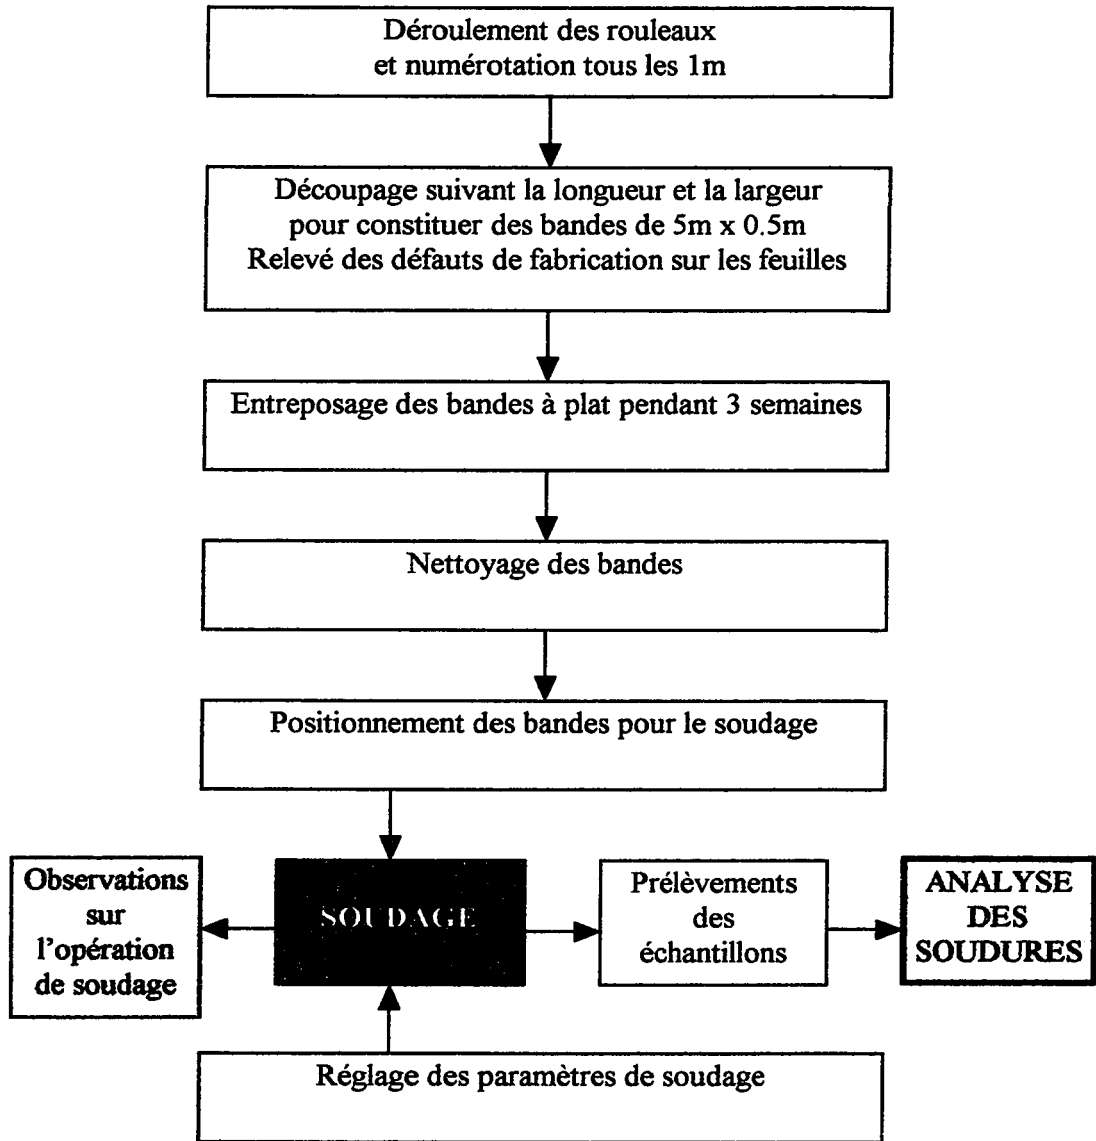 Déroulement des rouleaux
et numérotation tous les 1m
Découpage suivant la longueur et la largeur
pour constituer des bandes de 5m x 0.5m
Relevé des défauts de fabrication sur les feuilles
Entreposage des bandes à plat pendant 3 semaines
Nettoyage des bandes
Positionnement des bandes pour le soudage
Observations
sur
l'opération
de soudage
SOUDAGE
Prélèvements
des
échantillons
ANALYSE
DES
SOUDURES
Réglage des paramètres de soudage